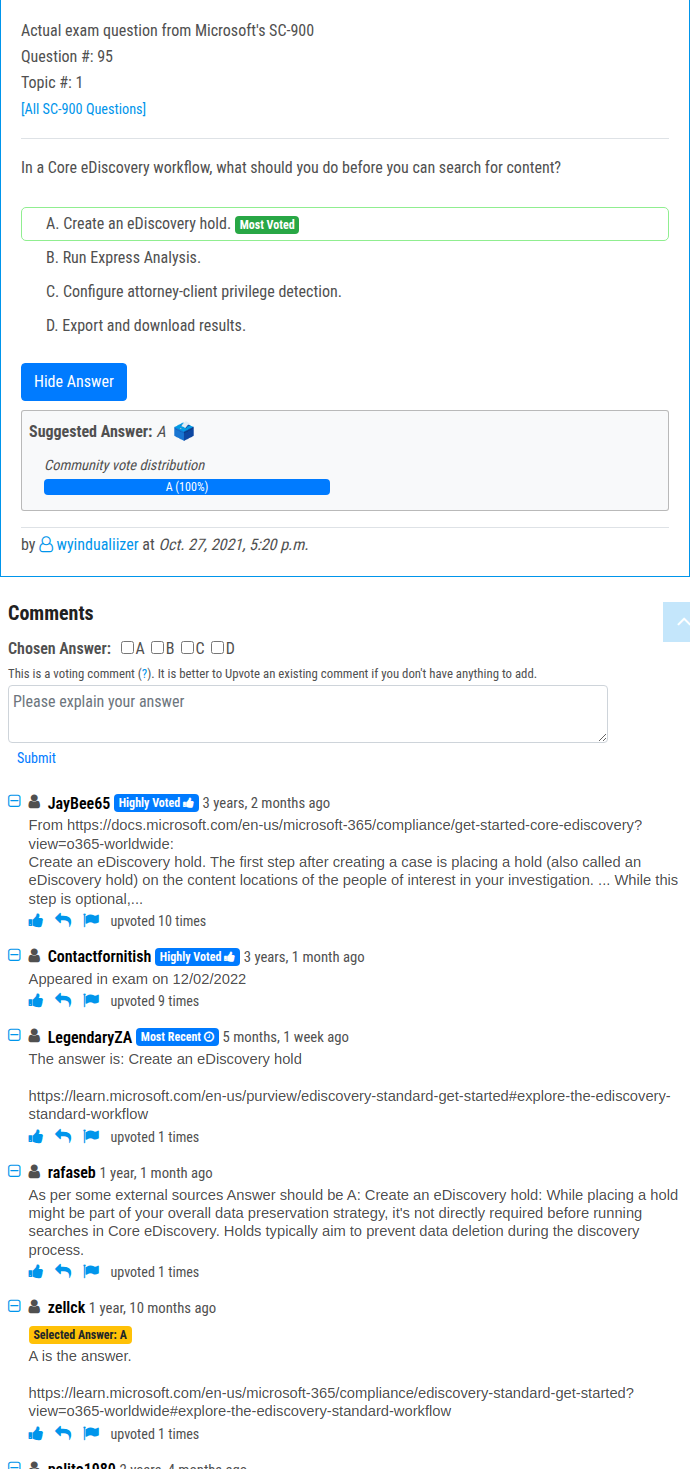 Actual exam question from Microsoft's SC-900
Question #: 95
Topic #: 1
[All SC-900 Questions]
In a Core eDiscovery workflow, what should you do before you can search for content?
A. Create an eDiscovery hold. Most Voted
B. Run Express Analysis.
C. Configure attorney-client privilege detection.
D. Export and download results.
Hide Answer
Suggested Answer: A
Community vote distribution
A (100%)
by wyindualiizer at Oct. 27, 2021, 5:20 p.m.
Comments
Chosen Answer: A B C D
This is a voting comment (?). It is better to Upvote an existing comment if you don't have anything to add.
Please explain your answer
Submit
JayBee65 Highly Voted 3 years, 2 months ago
From https://docs.microsoft.com/en-us/microsoft-365/compliance/get-started-core-ediscovery?
view=o365-worldwide:
Create an eDiscovery hold. The first step after creating a case is placing a hold (also called an
eDiscovery hold) on the content locations of the people of interest in your investigation. ... While this
step is optional,...
upvoted 10 times
Contactfornitish Highly Voted 3 years, 1 month ago
Appeared in exam on 12/02/2022
upvoted 9 times
LegendaryZA Most Recent 5 months, 1 week ago
The answer is: Create an eDiscovery hold
https://learn.microsoft.com/en-us/purview/ediscovery-standard-get-started#explore-the-ediscovery-
standard-workflow
upvoted 1 times
rafaseb 1 year, 1 month ago
As per some external sources Answer should be A: Create an eDiscovery hold: While placing a hold
might be part of your overall data preservation strategy, it's not directly required before running
searches in Core eDiscovery. Holds typically aim to prevent data deletion during the discovery
process.
upvoted 1 times
zellck 1 year, 10 months ago
Selected Answer: A
A is the answer.
https://learn.microsoft.com/en-us/microsoft-365/compliance/ediscovery-standard-get-started?
view=o365-worldwide#explore-the-ediscovery-standard-workflow
upvoted 1 times